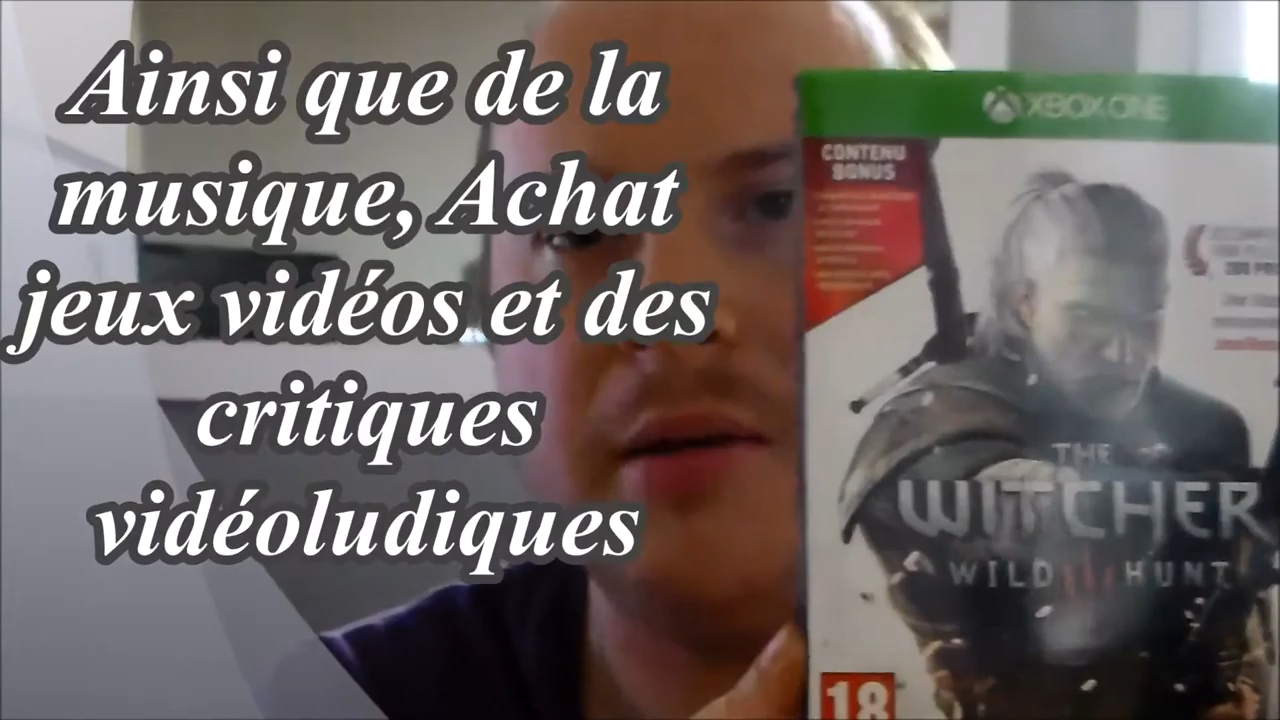 Ainsi que de la
musique, Achat
jeux vidéos et des
critiques
vidéoludiques
XBOX ONE
CONTENU
BONUS
THE
WITCHER
WILD HUNT
18